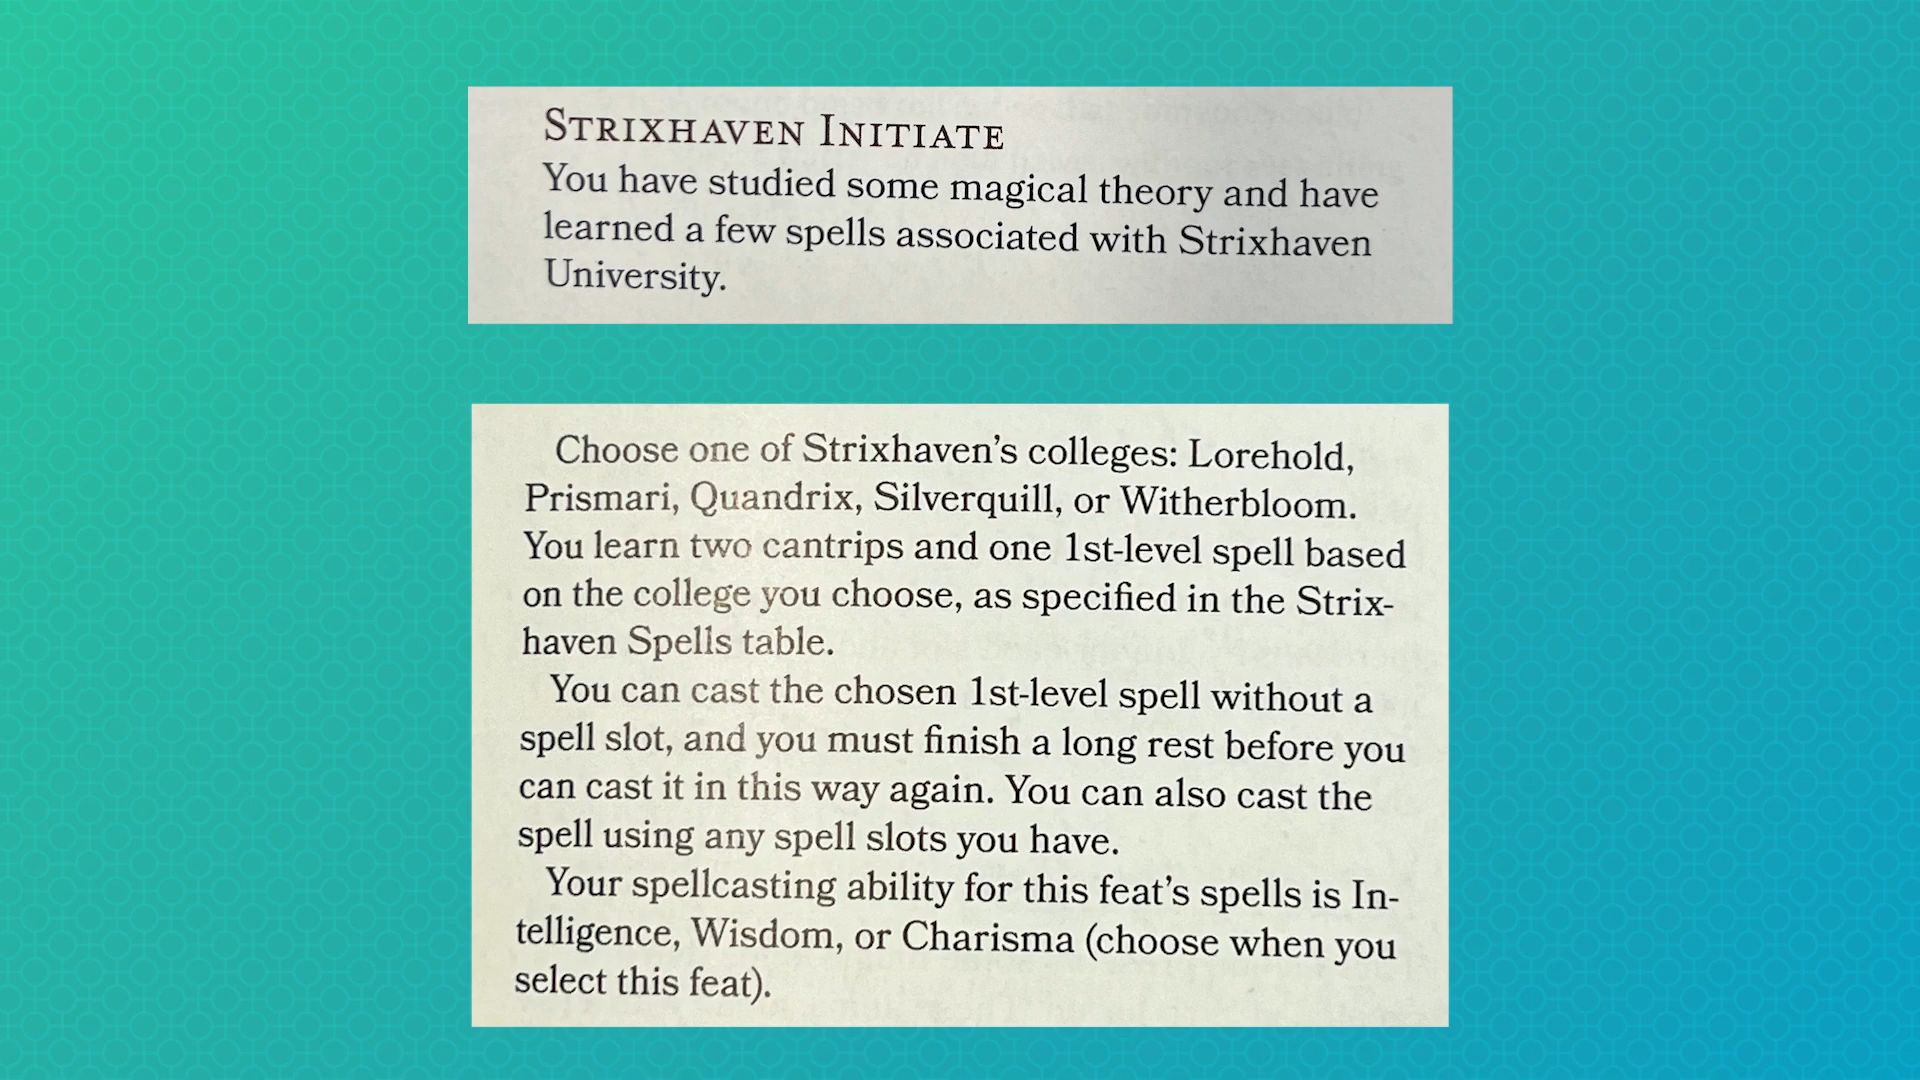 STRIXHAVEN INITIATE
You have studied some magical theory and have
learned a few spells associated with Strixhaven
University.
Choose one of Strixhaven's colleges: Lorehold,
Prismari, Quandrix, Silverquill, or Witherbloom.
You learn two cantrips and one 1st-level spell based
on the college you choose, as specified in the Strix-
haven Spells table.
You can cast the chosen 1st-level spell without a
spell slot, and you must finish a long rest before you
can cast it in this way again. You can also cast the
spell using any spell slots you have.
Your spellcasting ability for this feat's spells is In-
telligence, Wisdom, or Charisma (choose when you
select this feat).